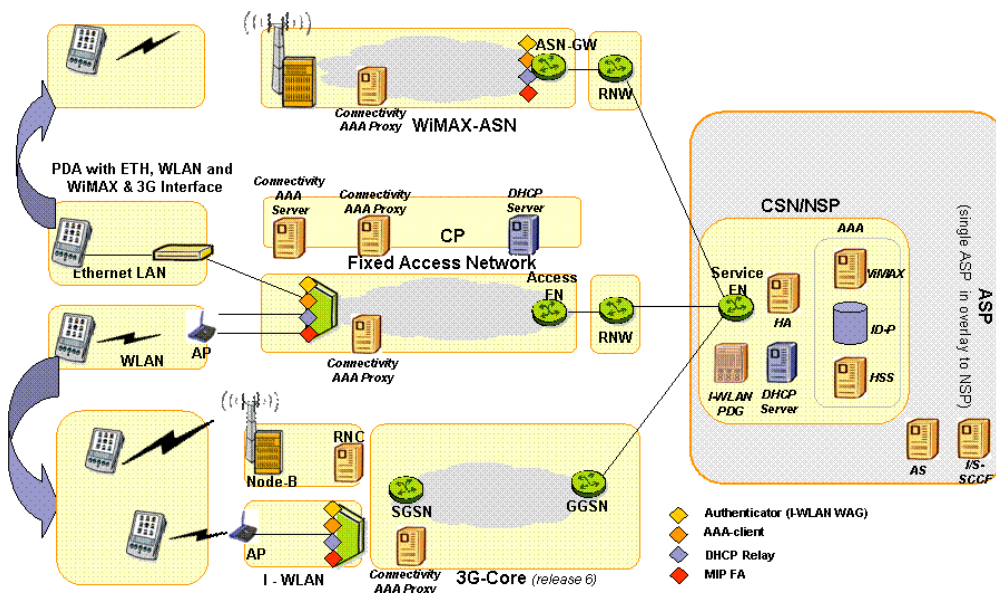 ASN-GW
RNW
Connectivity
AAA Proxy
WiMAX-ASN
PDA with ETH, WLAN and
WiMAX & 3G Interface
Connectivity
AAA
Server
Connectivity
AAA Proxy
DHCP
Server
CP
Ethernet LAN
Fixed Access Network
Access
EN
RNW
WLAN
AP
Connectivity
AAA Proxy
CSN/NSP
AAA
Service
EN
HA
WiMAX
ID-P
HSS
I-WLAN
PDG
DHCP
Server
ASP
(single ASP in overlay to NSP)
AS
I/S-
SCCF
Node-B
RNC
SGSN
GGSN
AP
I - WLAN
Connectivity
AAA Proxy
3G-Core (release 6)
Authenticator (I-WLAN WAG)
AAA-client
DHCP Relay
MIP FA